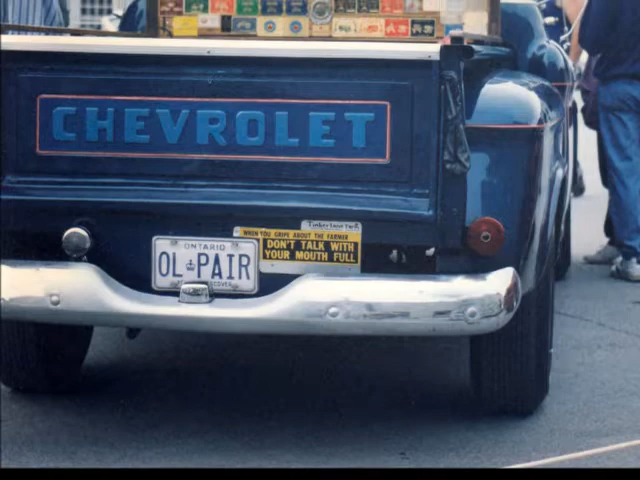 CHEVROLET
WHEN YOU GRIPE ABOUT THE FARMER
DON'T TALK WITH
YOUR MOUTH FULL
ONTARIO
OL PAIR